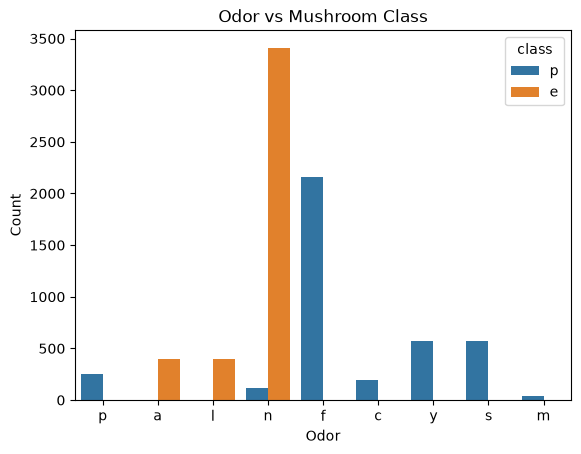 Odor vs Mushroom Class
class
p
e
3500
3000
2500
2000
1500
1000
500
0
Count
p a l n f c y s m
Odor